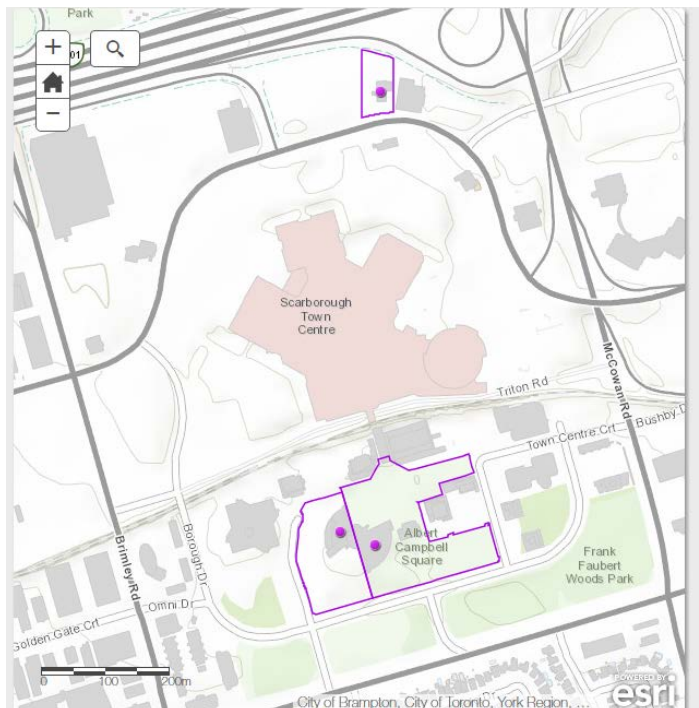 Park
+
01
−
Scarborough
Town
Centre
McCowan Rd
Triton Rd
Town Centre Crt
Bushby D
Albert
Campbell
Square
Frank
Faubert
Woods Park
Brimley Rd
Borough Dr
Omni Dr
Golden Gate Crt
0 100 200m
City of Brampton, City of Toronto, York Region, ...
POWERED BY
esri